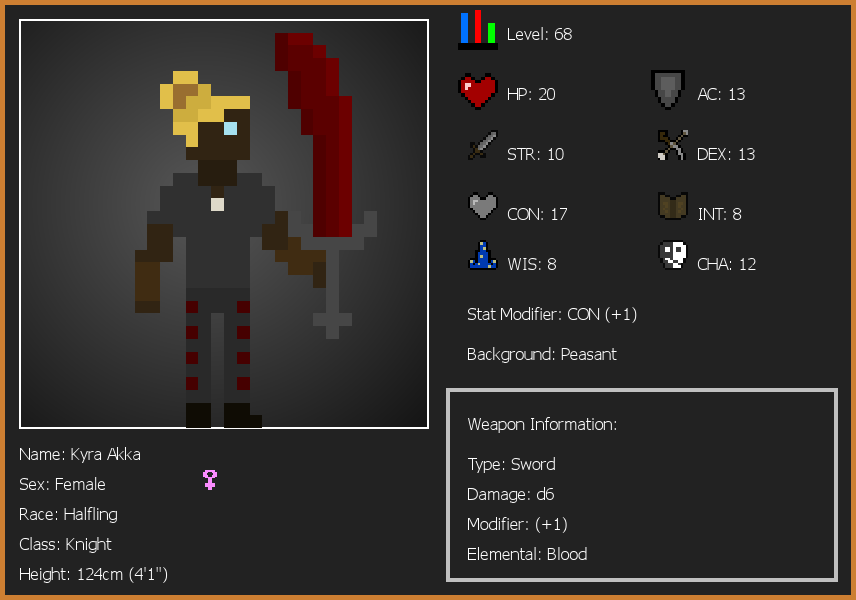 Level: 68
HP: 20
AC: 13
STR: 10
DEX: 13
CON: 17
INT: 8
WIS: 8
CHA: 12
Stat Modifier: CON (+1)
Background: Peasant
Weapon Information:
Type: Sword
Damage: d6
Modifier: (+1)
Elemental: Blood
Name: Kyra Akka
Sex: Female
Race: Halfling
Class: Knight
Height: 124cm (4'1")